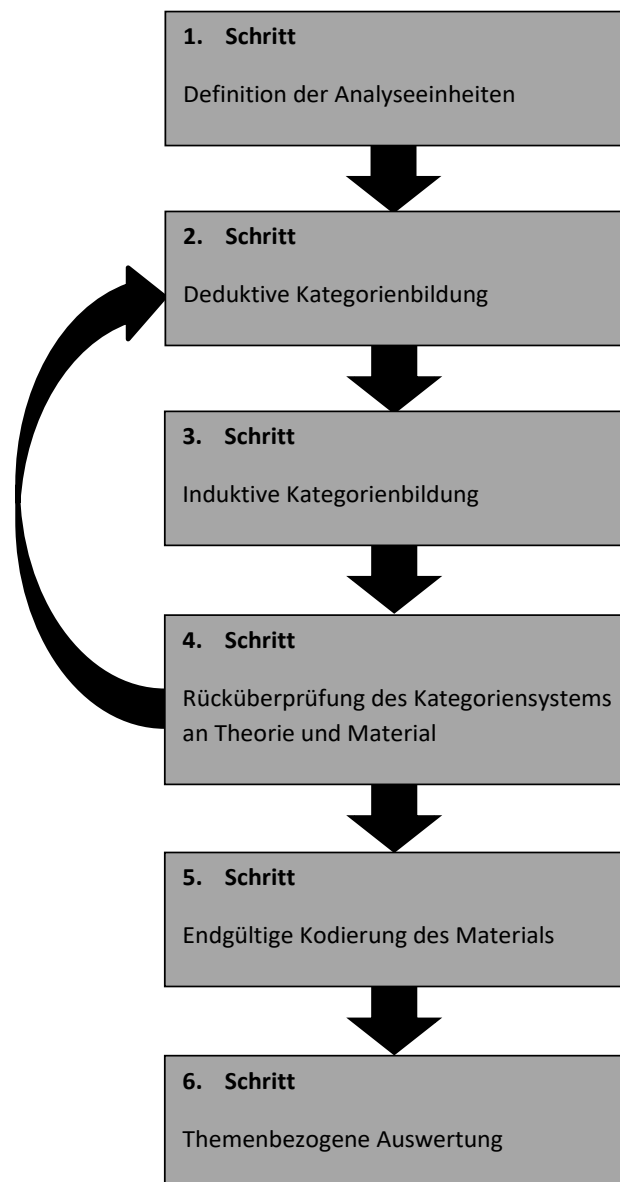 1. Schritt
Definition der Analyseeinheiten
2. Schritt
Deduktive Kategorienbildung
3. Schritt
Induktive Kategorienbildung
4. Schritt
Rücküberprüfung des Kategoriensystems
an Theorie und Material
5. Schritt
Endgültige Kodierung des Materials
6. Schritt
Themenbezogene Auswertung